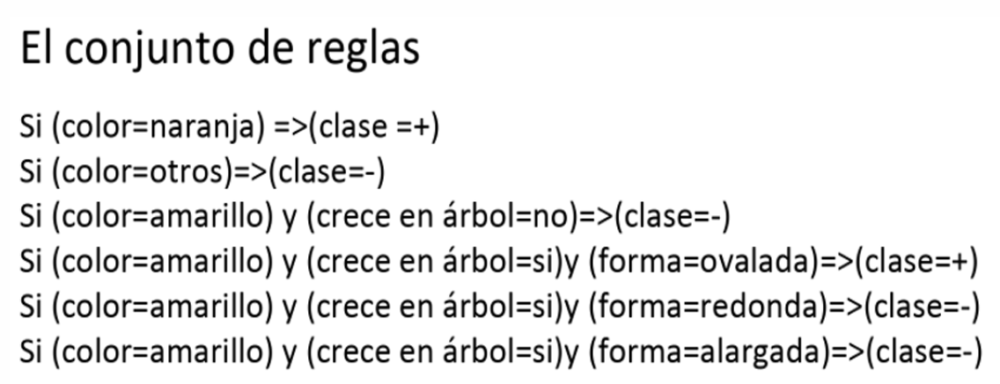 El conjunto de reglas
Si (color=naranja) =>(clase =+)
Si (color=otros)=>(clase=-)
Si (color=amarillo) y (crece en árbol=no)=>(clase=-)
Si (color=amarillo) y (crece en árbol=si)y (forma=ovalada)=>(clase=+)
Si (color=amarillo) y (crece en árbol=si)y (forma=redonda)=>(clase=-)
Si (color=amarillo) y (crece en árbol=si)y (forma=alargada)=>(clase=-)